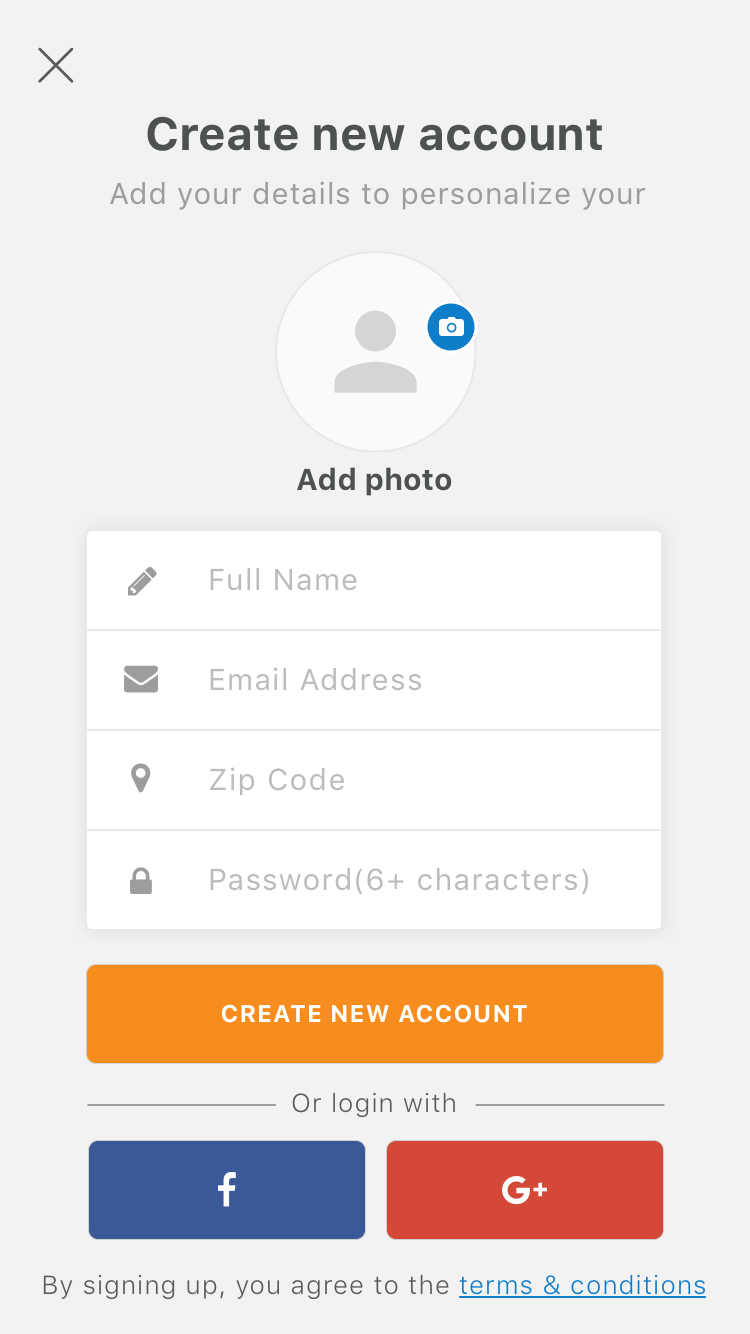 Create new account
Add your details to personalize your
Add photo
Full Name
Email Address
Zip Code
Password(6+ characters)
CREATE NEW ACCOUNT
Or login with
f G+
By signing up, you agree to the terms & conditions